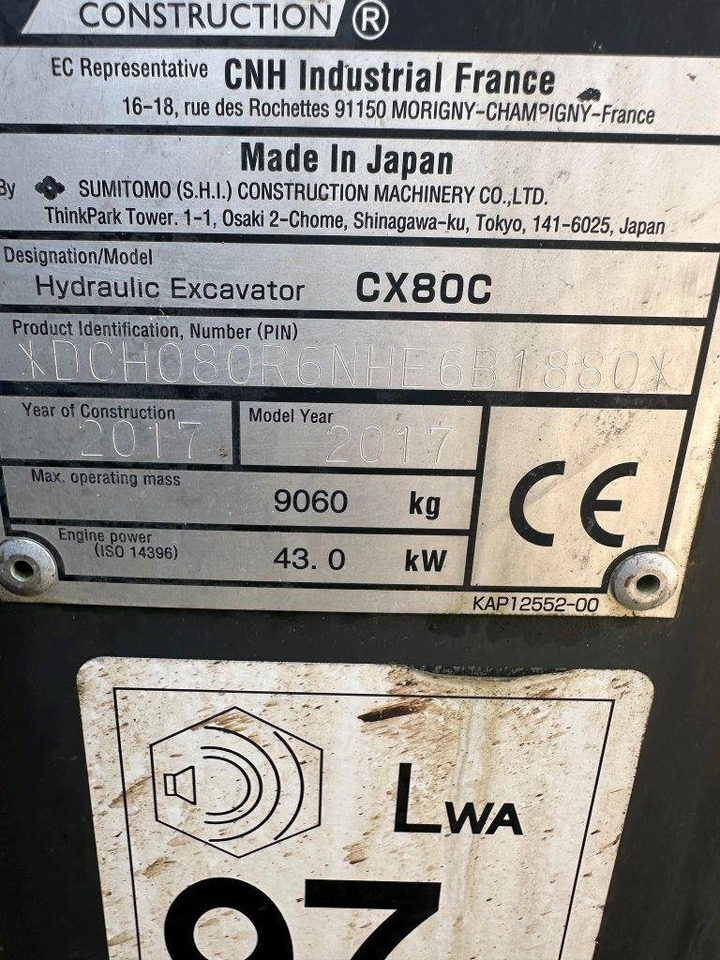 CONSTRUCTION ®
EC Representative CNH Industrial France
16-18, rue des Rochettes 91150 MORIGNY-CHAMPIGNY-France
Made In Japan
By SUMITOMO (S.H.I.) CONSTRUCTION MACHINERY CO.,LTD.
ThinkPark Tower. 1-1, Osaki 2-Chome, Shinagawa-ku, Tokyo, 141-6025, Japan
Designation/Model
Hydraulic Excavator CX80C
Product Identification, Number (PIN)
XDCH080R6NHE6B1880X
Year of Construction Model Year
2017 2017
Max. operating mass
9060 kg
Engine power
(ISO 14396)
43.0 kW
CE
KAP12552-00
LWA
97